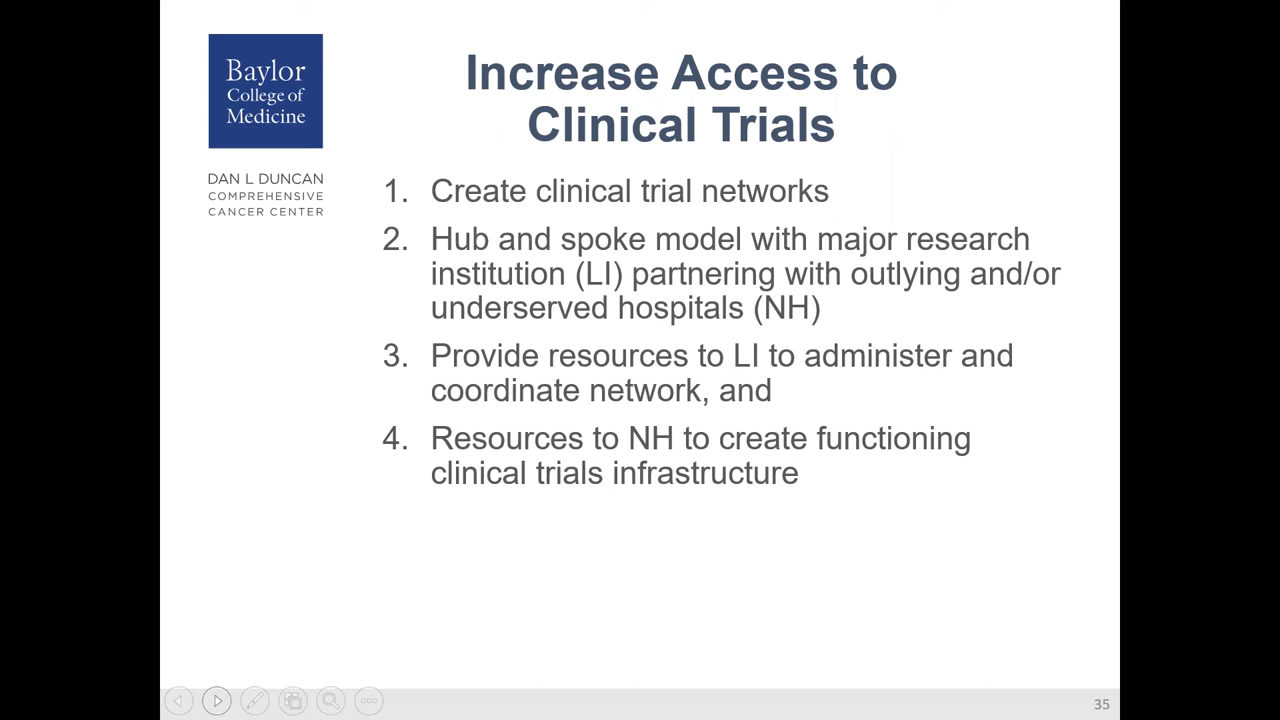 Baylor
College of
Medicine
DAN L DUNCAN
COMPREHENSIVE
CANCER CENTER
Increase Access to
Clinical Trials
1. Create clinical trial networks
2. Hub and spoke model with major research
institution (LI) partnering with outlying and/or
underserved hospitals (NH)
3. Provide resources to LI to administer and
coordinate network, and
4. Resources to NH to create functioning
clinical trials infrastructure
35